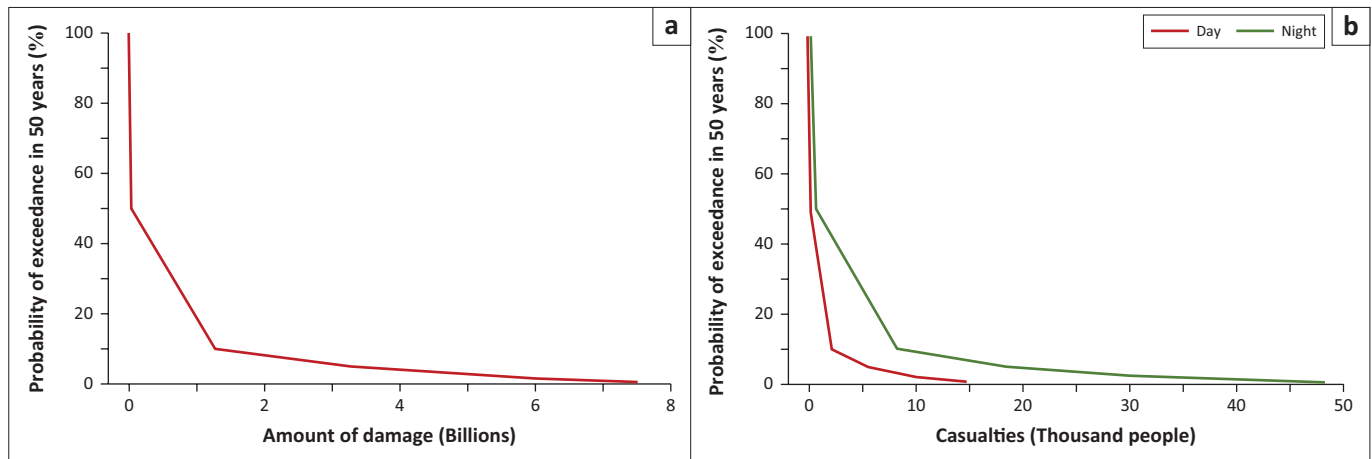 a
Probability of exceedance in 50 years (%)
100
80
60
40
20
0
0 2 4 6 8
Amount of damage (Billions)
b
Day Night
Probability of exceedance in 50 years (%)
100
80
60
40
20
0
0 10 20 30 40 50
Casualties (Thousand people)